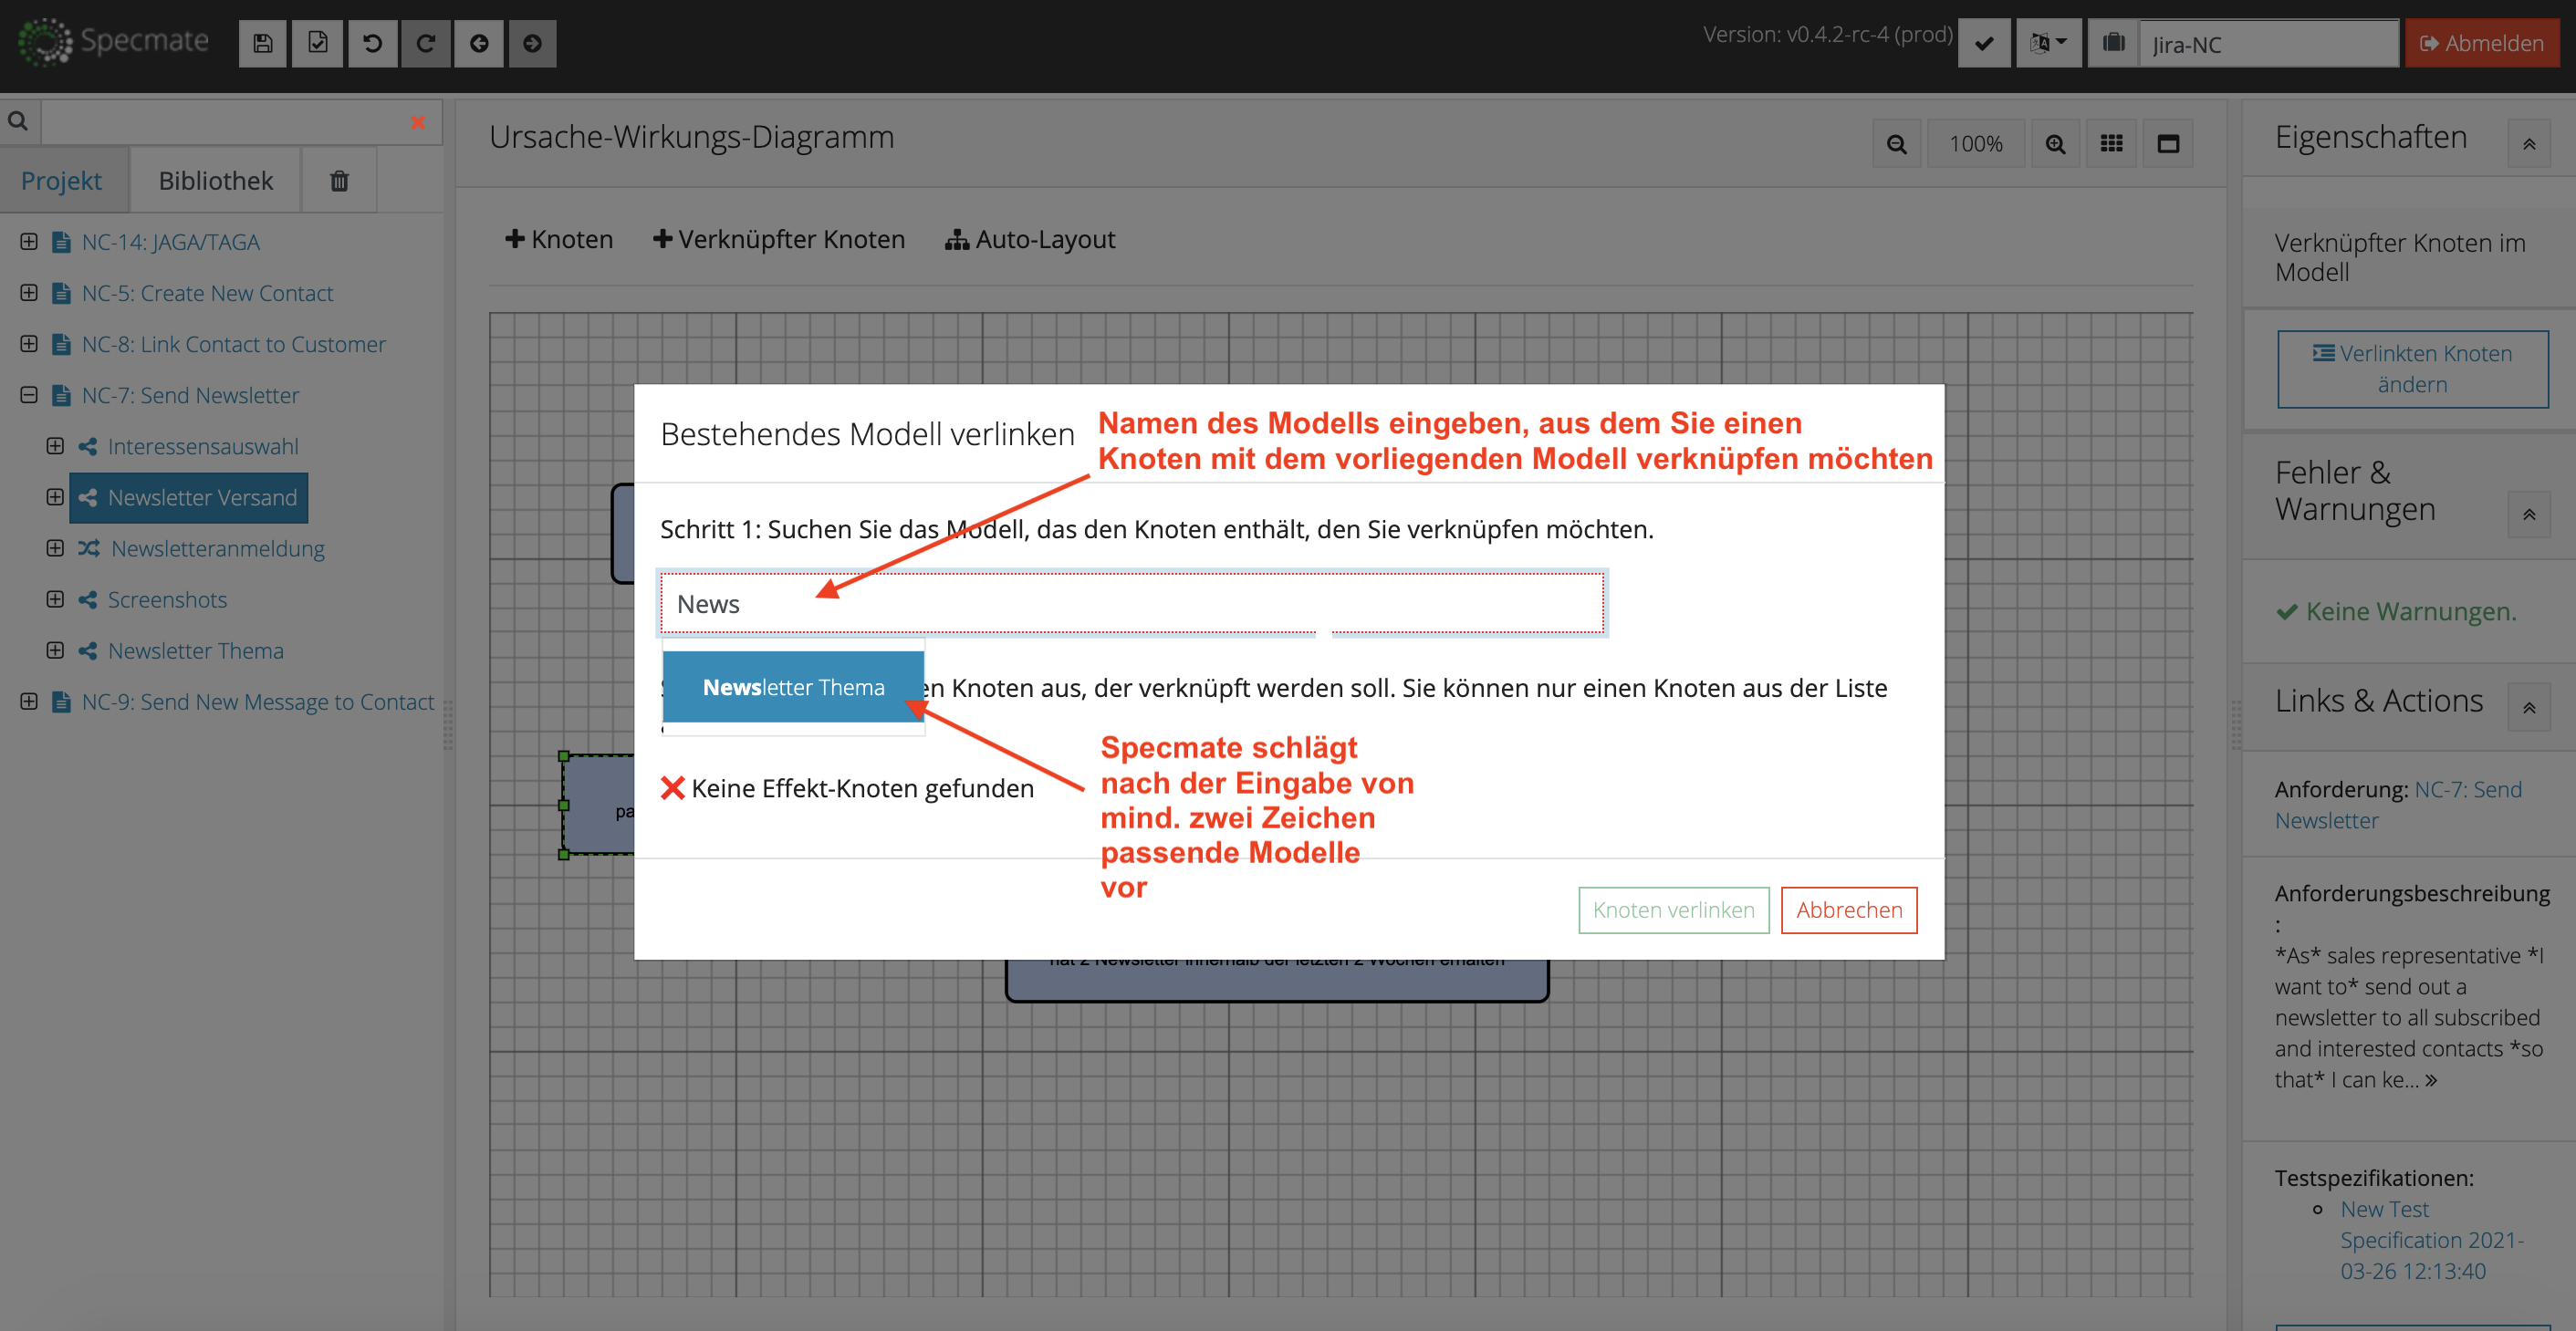 Specmate
Version: v0.4.2-rc-4 (prod)
Jira-NC
Abmelden
Projekt
Bibliothek
NC-14: JAGA/TAGA
NC-5: Create New Contact
NC-8: Link Contact to Customer
NC-7: Send Newsletter
Interessensauswahl
Newsletter Versand
Newsletteranmeldung
Screenshots
Newsletter Thema
NC-9: Send New Message to Contact
Ursache-Wirkungs-Diagramm
100%
Knoten
Verknüpfter Knoten
Auto-Layout
Bestehendes Modell verlinken
Namen des Modells eingeben, aus dem Sie einen
Knoten mit dem vorliegenden Modell verknüpfen möchten
Schritt 1: Suchen Sie das Modell, das den Knoten enthält, den Sie verknüpfen möchten.
News
Newsletter Thema
en Knoten aus, der verknüpft werden soll. Sie können nur einen Knoten aus der Liste
Specmate schlägt
nach der Eingabe von
mind. zwei Zeichen
passende Modelle
vor
Keine Effekt-Knoten gefunden
pa
Knoten verlinken
Abbrechen
hat 2 Newsletter innerhalb der letzten 2 Wochen erhalten
Eigenschaften
Verknüpfter Knoten im
Modell
Verlinkten Knoten
ändern
Fehler &
Warnungen
Keine Warnungen.
Links & Actions
Anforderung: NC-7: Send
Newsletter
Anforderungsbeschreibung
:
*As* sales representative *I
want to* send out a
newsletter to all subscribed
and interested contacts *so
that* I can ke... »
Testspezifikationen:
New Test
Specification 2021-
03-26 12:13:40